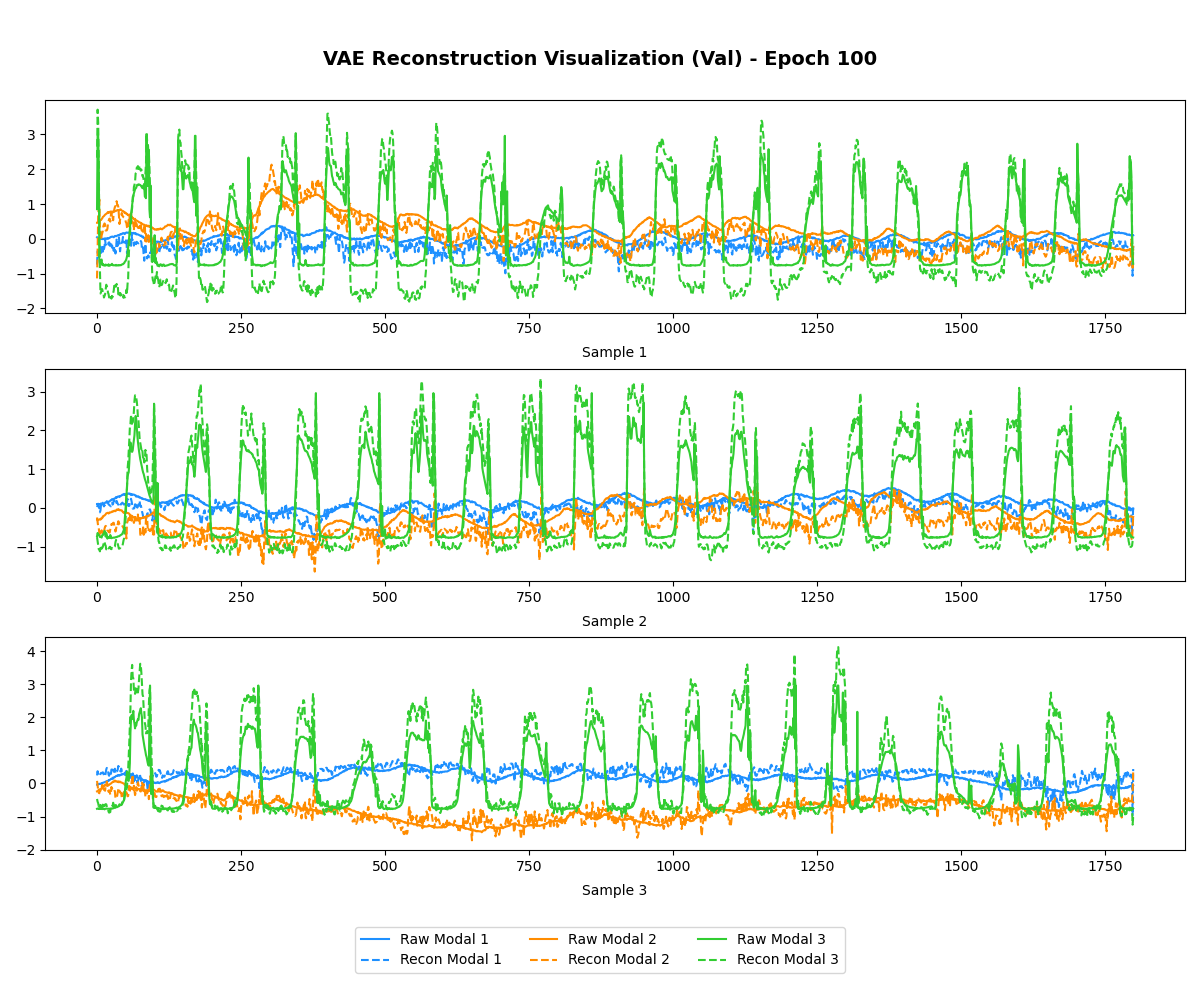 VAE Reconstruction Visualization (Val) - Epoch 100
3
2
1
0
−1
−2
0 250 500 750 1000 1250 1500 1750
Sample 1
3
2
1
0
−1
0 250 500 750 1000 1250 1500 1750
Sample 2
4
3
2
1
0
−1
−2
0 250 500 750 1000 1250 1500 1750
Sample 3
Raw Modal 1 Raw Modal 2 Raw Modal 3
Recon Modal 1 Recon Modal 2 Recon Modal 3